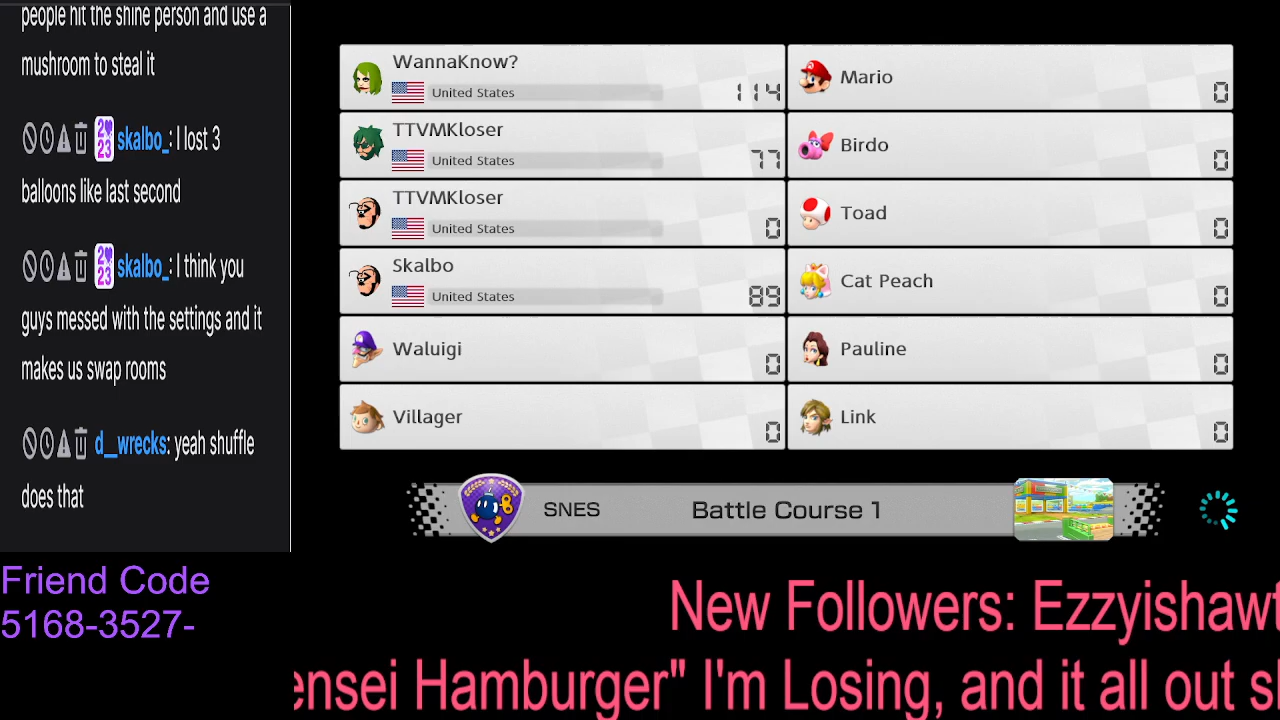 people hit the shine person and use a
mushroom to steal it
skalbo_: I lost 3
balloons like last second
skalbo_: I think you
guys messed with the settings and it
makes us swap rooms
d__wrecks: yeah shuffle
does that
Friend Code
5168-3527-
WannaKnow?
United States
114
TTVMKloser
United States
77
TTVMKloser
United States
0
Skalbo
United States
89
Waluigi
0
Villager
0
Mario
0
Birdo
0
Toad
0
Cat Peach
0
Pauline
0
Link
0
SNES Battle Course 1
New Followers: Ezzyishawt
ensei Hamburger" I'm Losing, and it all out s